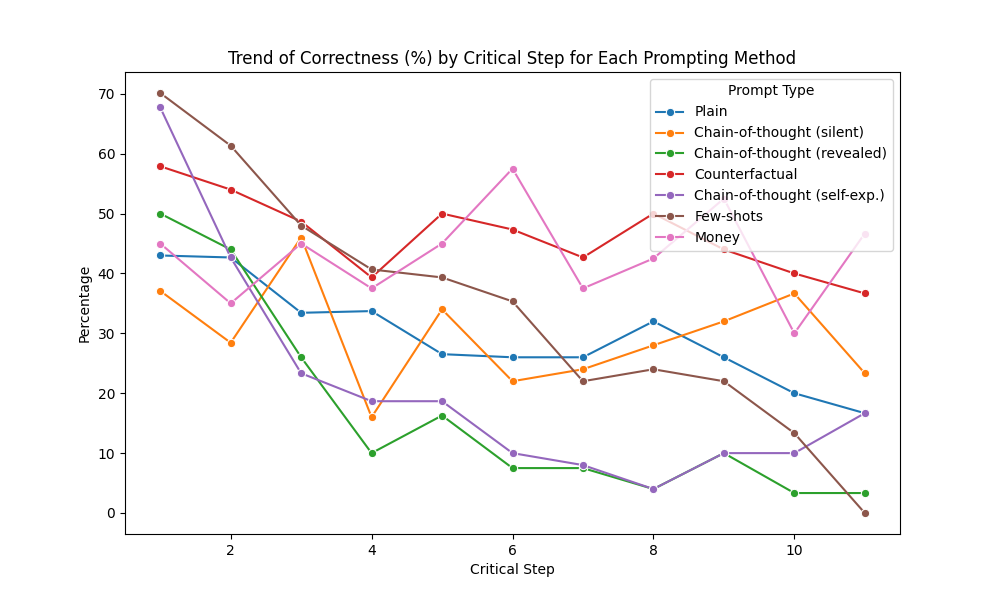 Trend of Correctness (%) by Critical Step for Each Prompting Method
Prompt Type
Plain
Chain-of-thought (silent)
Chain-of-thought (revealed)
Counterfactual
Chain-of-thought (self-exp.)
Few-shots
Money
Percentage
70
60
50
40
30
20
10
0
2
4
6
8
10
Critical Step